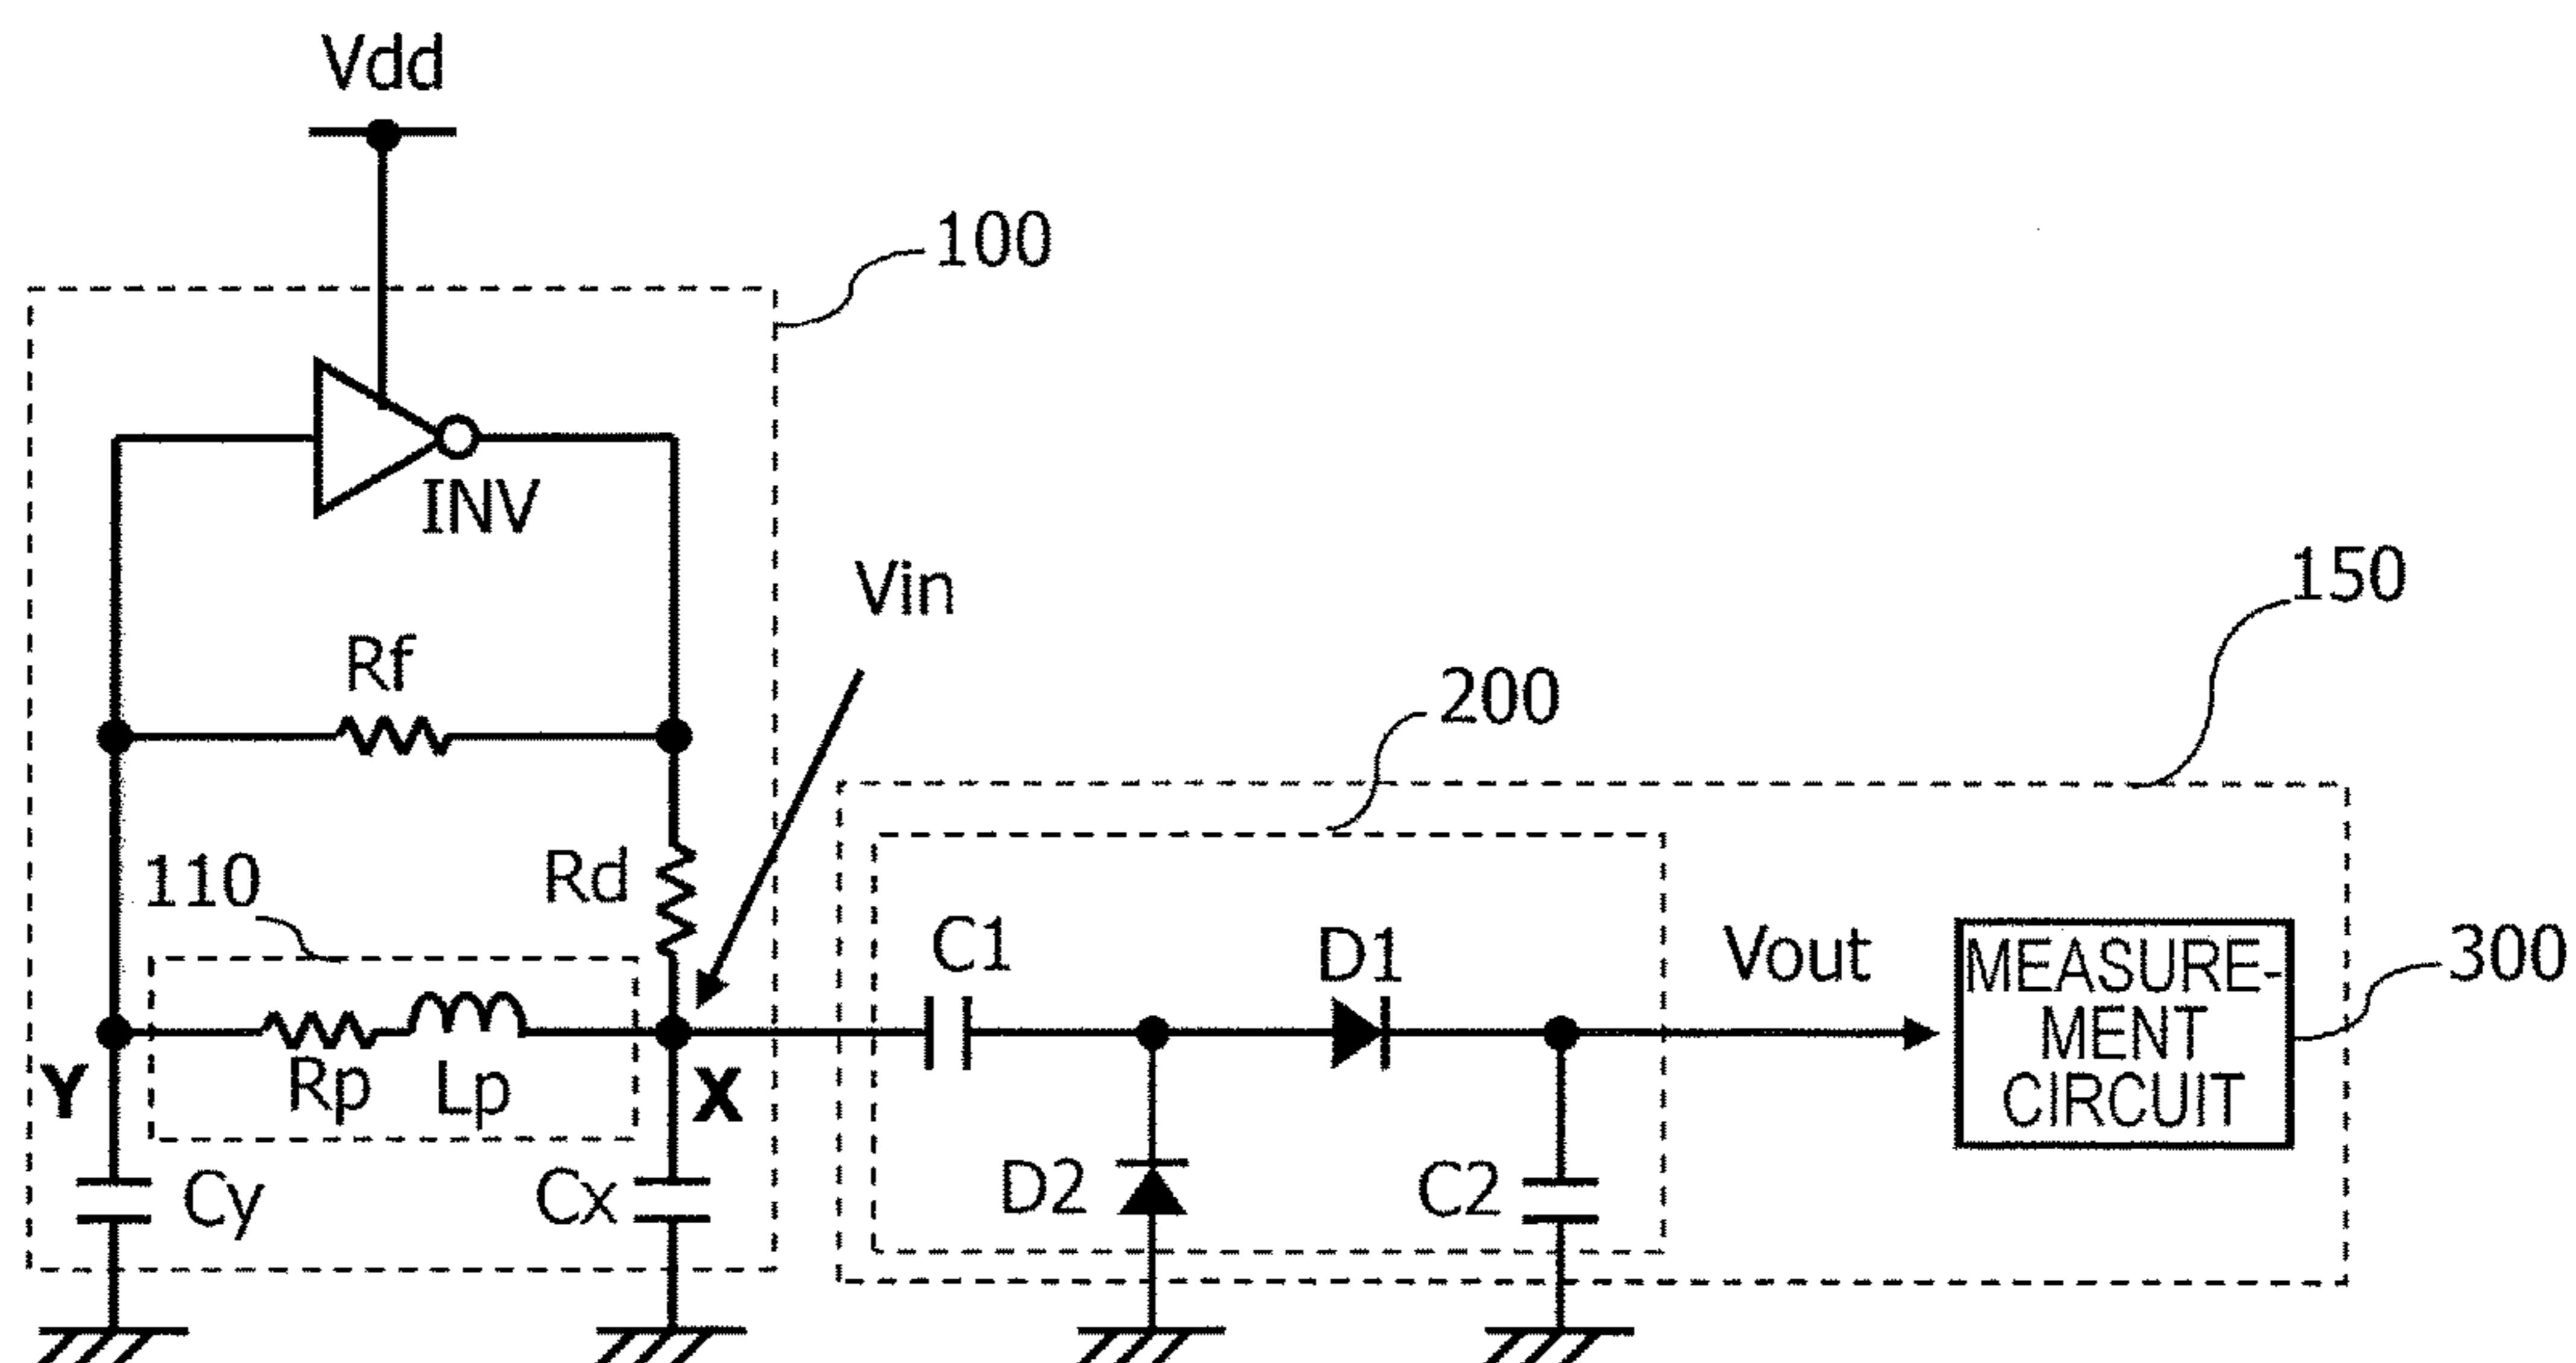 Vdd
100
INV
Vin
150
Rf
200
Rd
110
C1
D1
Vout
MEASURE-
MENT
CIRCUIT
300
Y
Rp
Lp
X
Cy
Cx
D2
C2